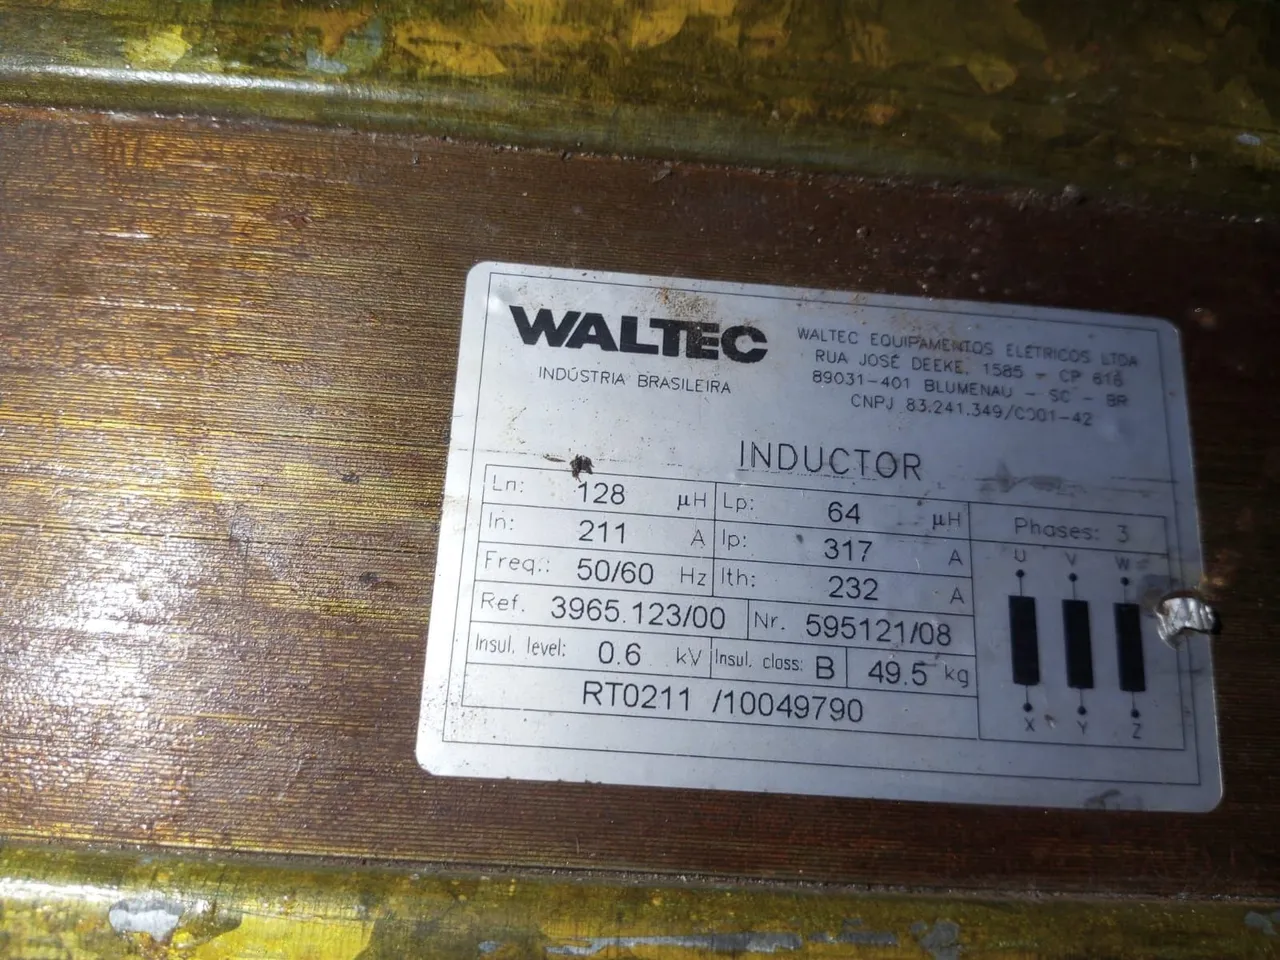 WALTEC
INDÚSTRIA BRASILEIRA
WALTEC EQUIPAMENTOS ELÉTRICOS LTDA
RUA JOSÉ DEEKE, 1585 - CP 618
89031-401 BLUMENAU - SC - BR
CNPJ 83.241.349/0001-42
INDUCTOR
Ln: 128 µH Lp: 64 µH
In: 211 A Ip: 317 A
Freq.: 50/60 Hz Ith: 232 A
Ref. 3965.123/00 Nr. 595121/08
Insul. level: 0.6 kV Insul. class: B 49.5 kg
RT0211 /10049790
Phases: 3
U V W
X Y Z